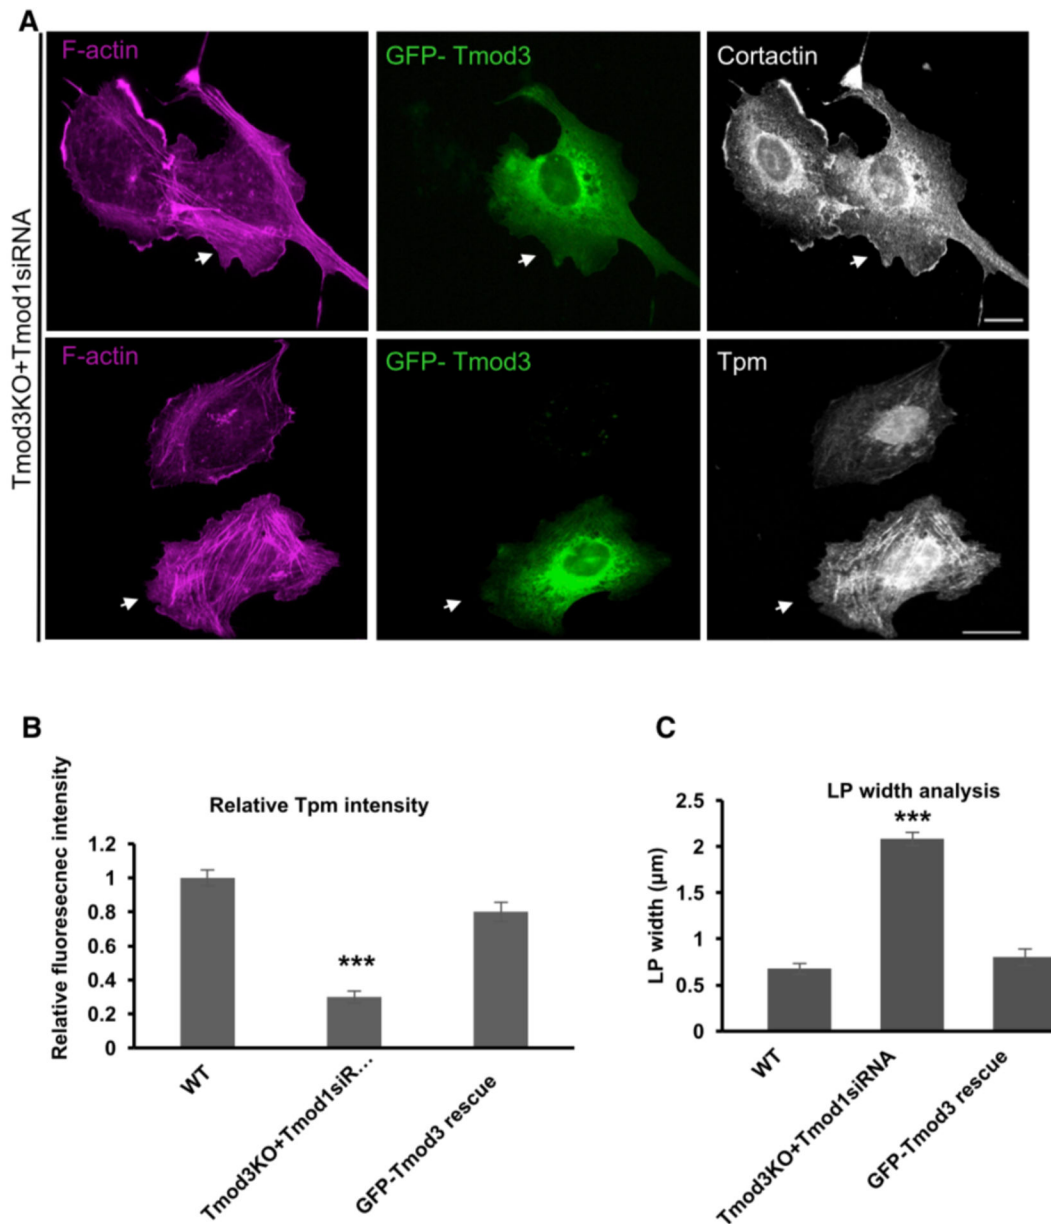 A
F-actin
GFP- Tmod3
Cortactin
Tmod3KO+Tmod1siRNA
F-actin
GFP- Tmod3
Tpm
B
Relative Tpm intensity
Relative fluoresecnec intensity
1.2
1
0.8
0.6
0.4
0.2
0
***
WT
Tmod3KO+Tmod1siR...
GFP-Tmod3 rescue
C
LP width analysis
LP width (μm)
2.5
2
1.5
1
0.5
0
***
WT
Tmod3KO+Tmod1siRNA
GFP-Tmod3 rescue